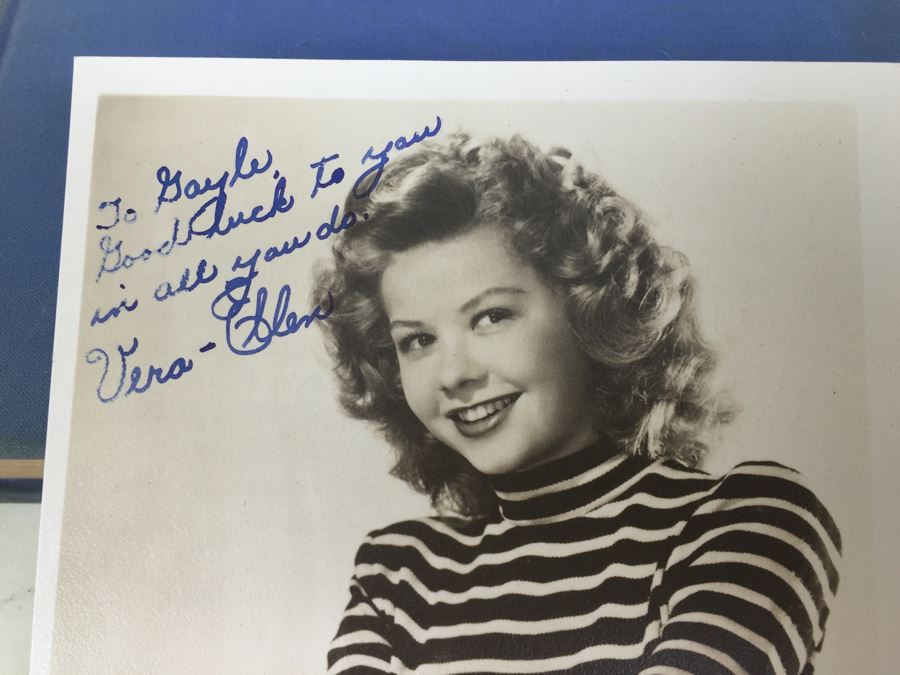 To Gayle,
Good luck to you
in all you do.
Vera-Ellen